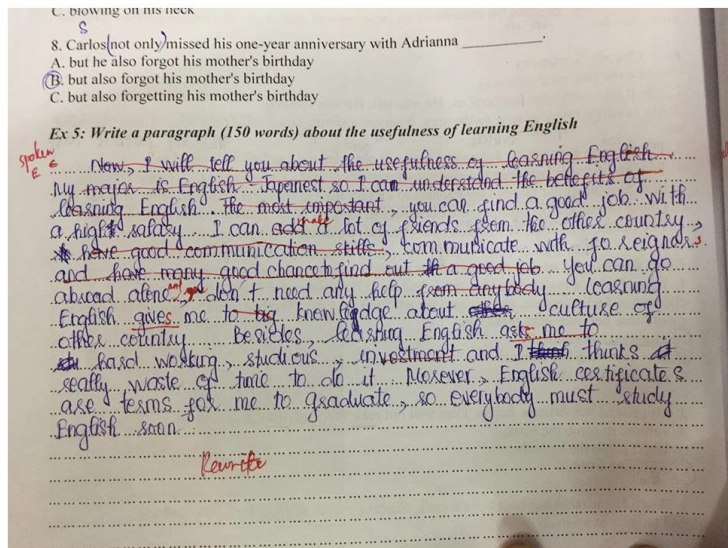 C. blowing on his neck
S
8. Carlos (not only) missed his one-year anniversary with Adrianna ____________.
A. but he also forgot his mother's birthday
B. but also forgot his mother's birthday
C. but also forgetting his mother's birthday
Ex 5: Write a paragraph (150 words) about the usefulness of learning English
spoken
E
Now, I will tell you about the usefulness of learning English.
My major is English - Japanest so I can understand the benefits of
learning English. The most important, you can find a good job with
a hight salary. I can add make a lot of friends from the other country,
have good communication skills, communicate with foreigners.
and have many good chance to find out a good job. You can go
abroad alone, don't need any help from anybody. learning
English gives me to big knowledge about culture of
other country. Besides, learning English asks me to
hard working, studious, investment and I thinks it
really waste of time to do it. Morever, English certificates
are terms for me to graduate, so everybody must study
English soon.
Rewrite